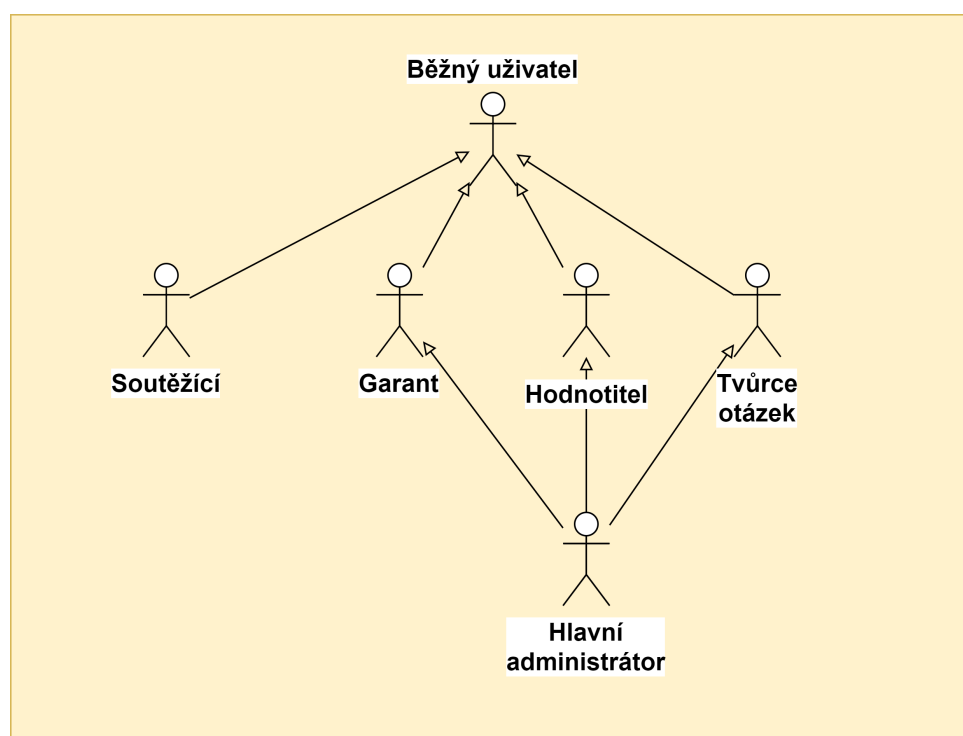 Běžný uživatel
Soutěžící
Garant
Hodnotitel
Tvůrce
otázek
Hlavní
administrátor